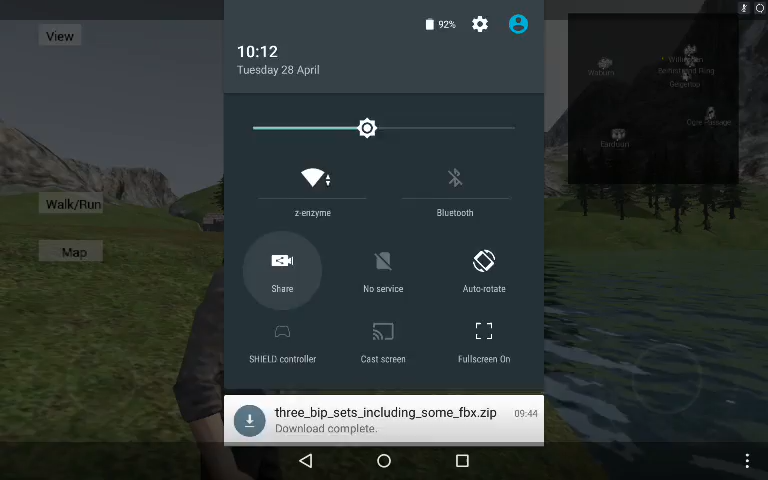 92%
10:12
Tuesday 28 April
View
z-enzyme
Bluetooth
Walk/Run
Map
Share
No service
Auto-rotate
SHIELD controller
Cast screen
Fullscreen On
three_bip_sets_including_some_fbx.zip
09:44
Download complete.